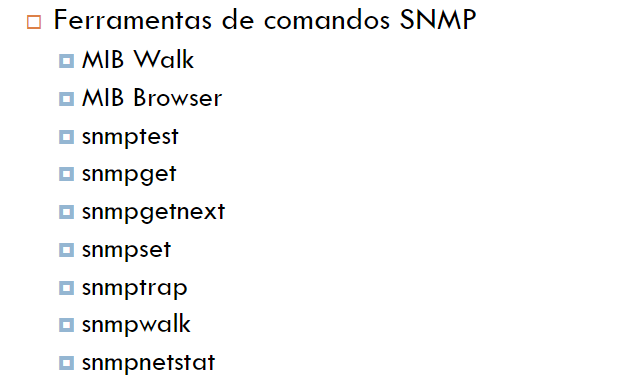 Ferramentas de comandos SNMP
MIB Walk
MIB Browser
snmptest
snmpget
snmpgetnext
snmpset
snmptrap
snmpwalk
snmpnetstat